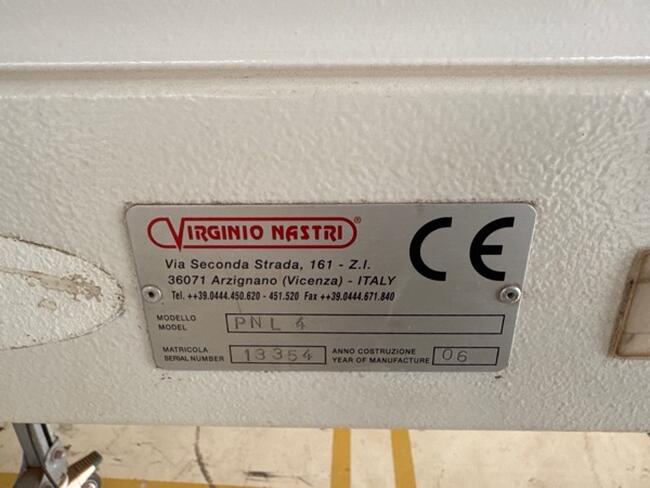 VIRGINIO NASTRI®
CE
Via Seconda Strada, 161 - Z.I.
36071 Arzignano (Vicenza) - ITALY
Tel. ++39.0444.450.620 - 451.520 Fax ++39.0444.671.840
MODELLO
MODEL
PNL 4
MATRICOLA
SERIAL NUMBER
13354
ANNO COSTRUZIONE
YEAR OF MANUFACTURE
06